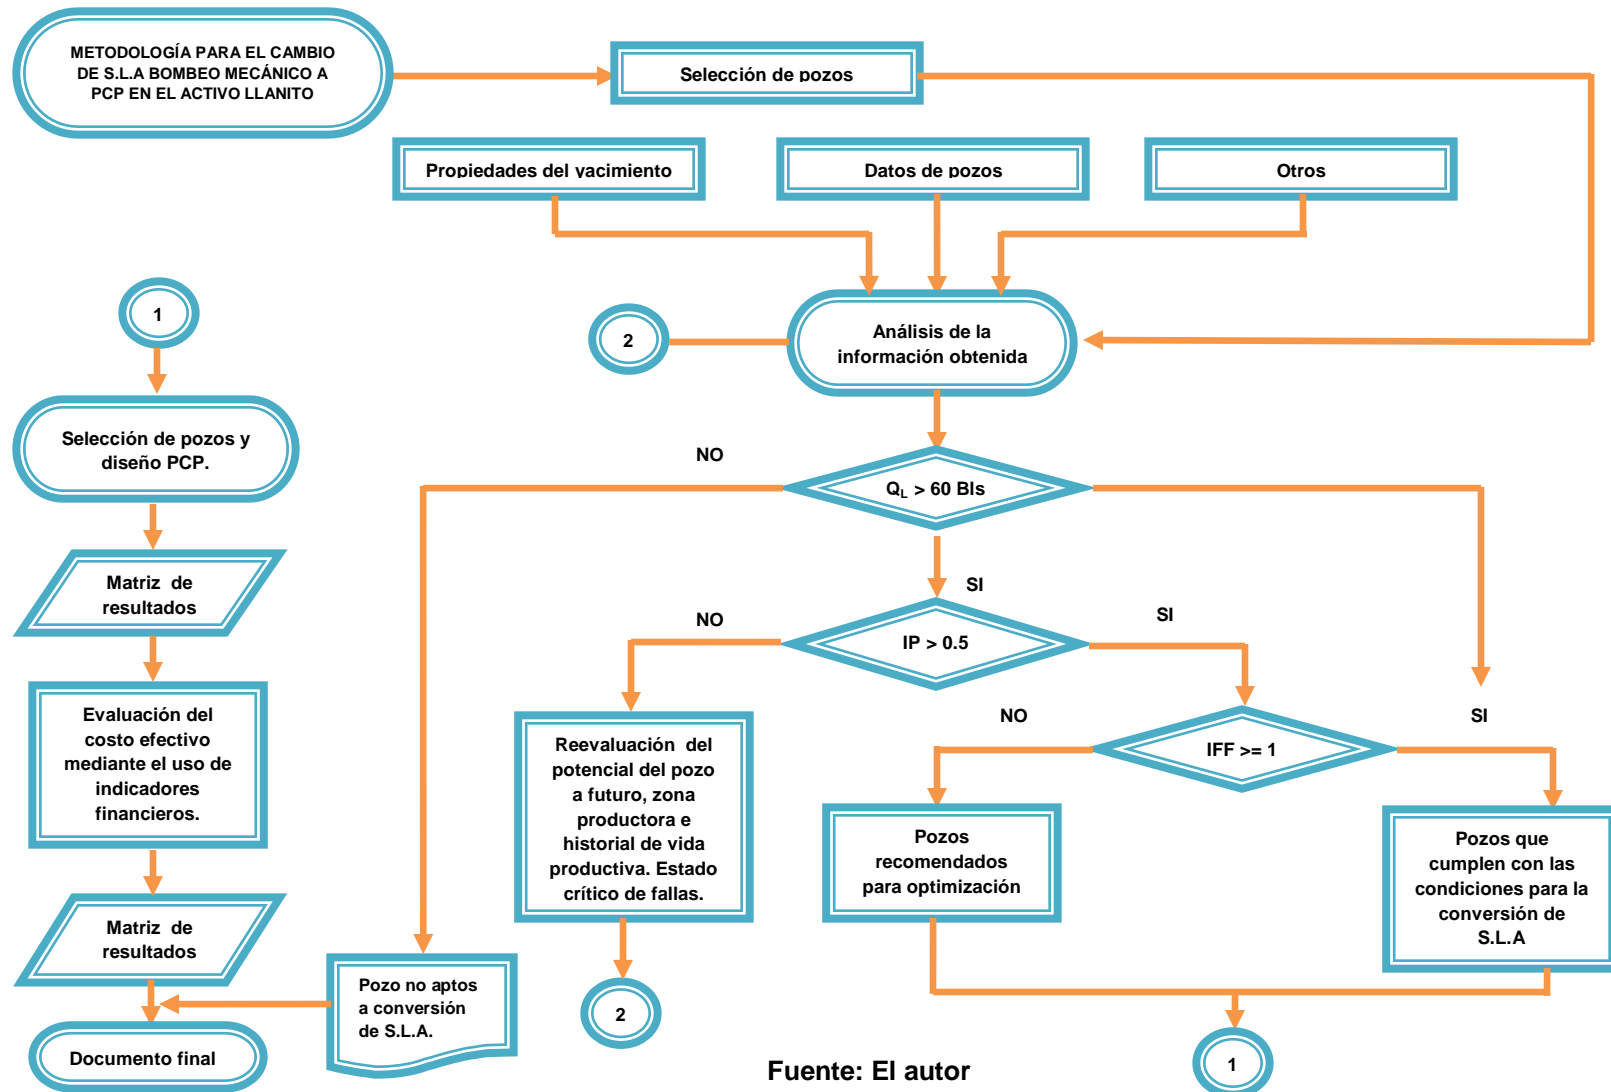 METODOLOGÍA PARA EL CAMBIO
DE S.L.A BOMBEO MECÁNICO A
PCP EN EL ACTIVO LLANITO
Selección de pozos
Propiedades del yacimiento
Datos de pozos
Otros
1
2
Análisis de la
información obtenida
Selección de pozos y
diseño PCP.
NO
QL > 60 Bls
SI
Matriz de
resultados
NO
IP > 0.5
SI
Evaluación del
costo efectivo
mediante el uso de
indicadores
financieros.
Reevaluación del
potencial del pozo
a futuro, zona
productora e
historial de vida
productiva. Estado
crítico de fallas.
NO
IFF >= 1
SI
Pozos
recomendados
para optimización
Pozos que
cumplen con las
condiciones para la
conversión de
S.L.A
Matriz de
resultados
Pozo no aptos
a conversión
de S.L.A.
2
Documento final
1
Fuente: El autor